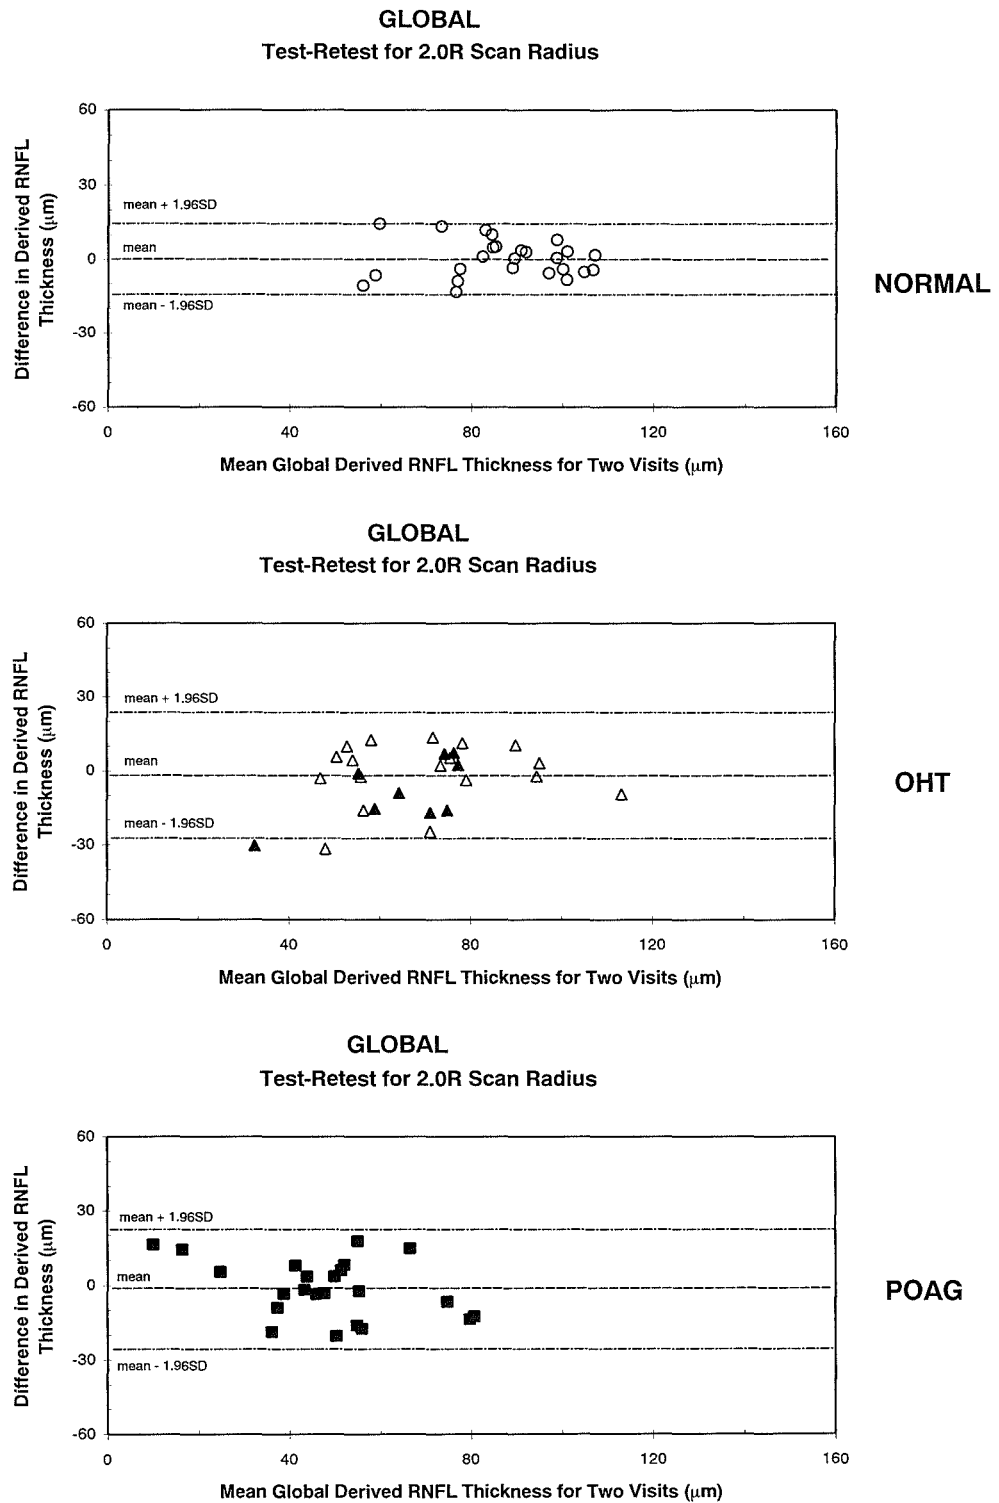 GLOBAL
Test-Retest for 2.0R Scan Radius
Difference in Derived RNFL
Thickness (μm)
60
30
0
-30
-60
mean + 1.96SD
mean
mean - 1.96SD
0 40 80 120 160
Mean Global Derived RNFL Thickness for Two Visits (μm)
NORMAL
GLOBAL
Test-Retest for 2.0R Scan Radius
Difference in Derived RNFL
Thickness (μm)
60
30
0
-30
-60
mean + 1.96SD
mean
mean - 1.96SD
0 40 80 120 160
Mean Global Derived RNFL Thickness for Two Visits (μm)
OHT
GLOBAL
Test-Retest for 2.0R Scan Radius
Difference in Derived RNFL
Thickness (μm)
60
30
0
-30
-60
mean + 1.96SD
mean
mean - 1.96SD
0 40 80 120 160
Mean Global Derived RNFL Thickness for Two Visits (μm)
POAG